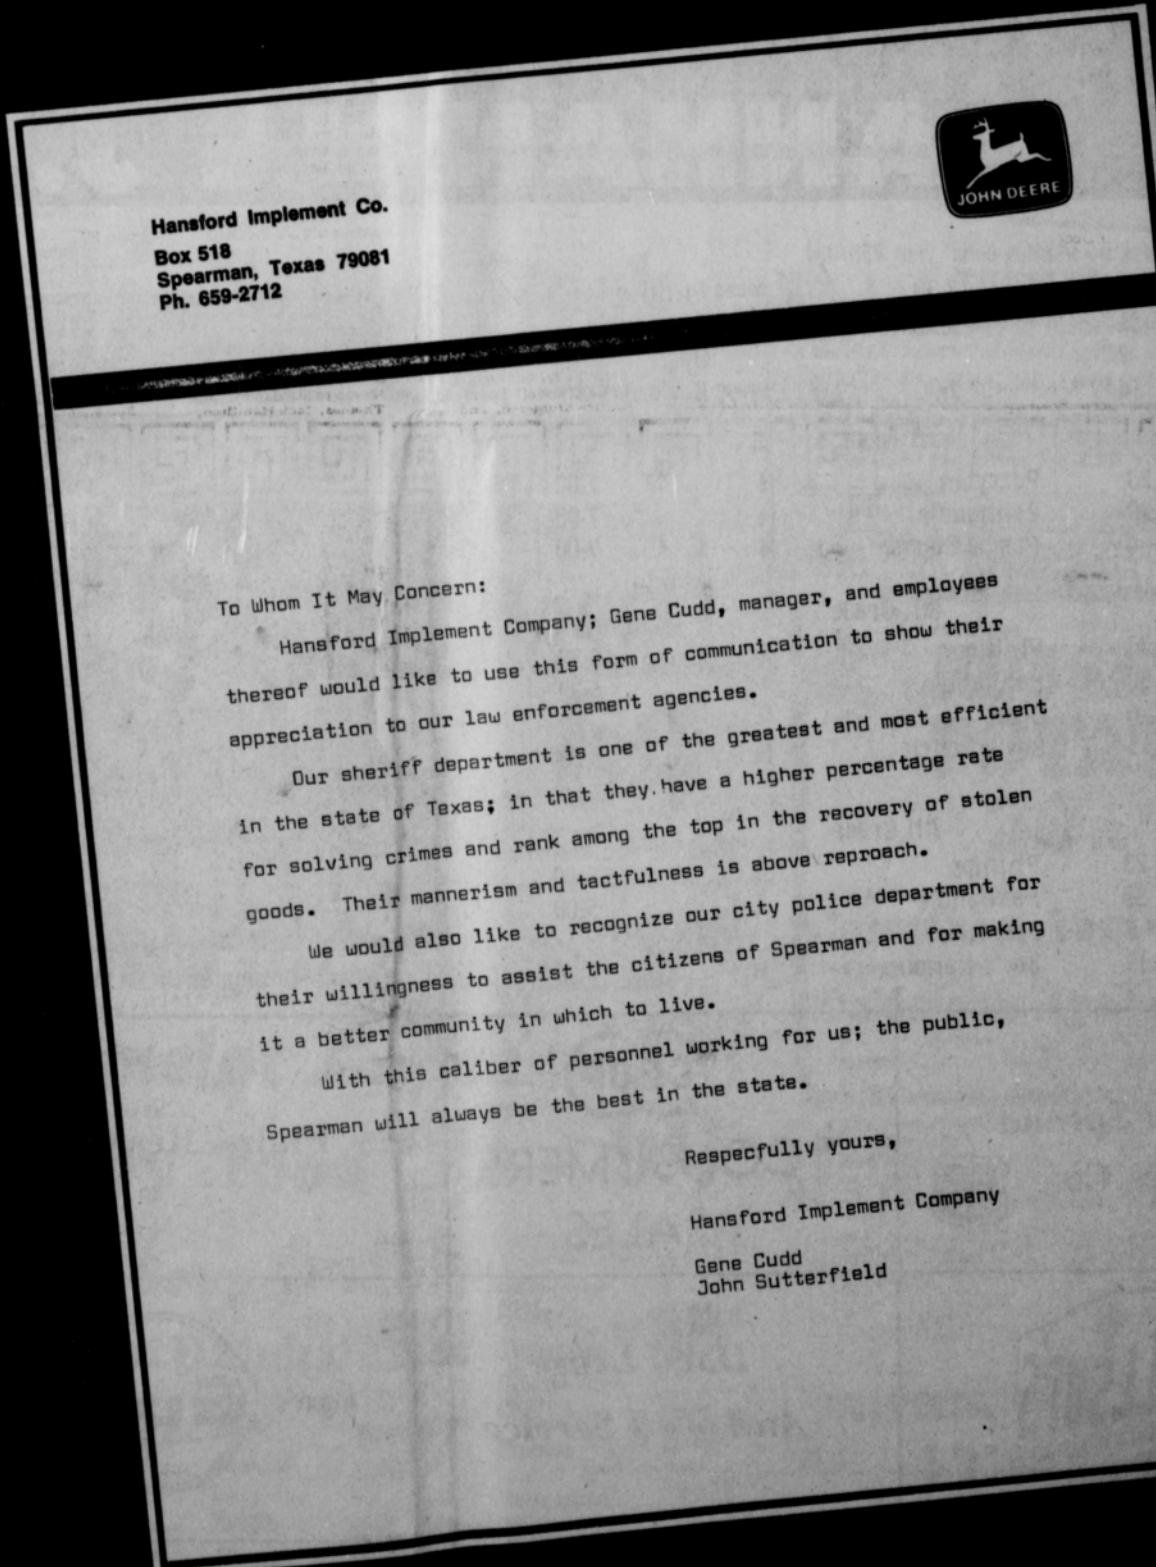 Hansford Implement Co.
Box 518
Spearman, Texas 79081
Ph. 659-2712
JOHN DEERE
To Whom It May Concern:
Hansford Implement Company; Gene Cudd, manager, and employees
thereof would like to use this form of communication to show their
appreciation to our law enforcement agencies.
Our sheriff department is one of the greatest and most efficient
in the state of Texas; in that they have a higher percentage rate
for solving crimes and rank among the top in the recovery of stolen
goods. Their mannerism and tactfulness is above reproach.
We would also like to recognize our city police department for
their willingness to assist the citizens of Spearman and for making
it a better community in which to live.
With this caliber of personnel working for us; the public,
Spearman will always be the best in the state.
Respecfully yours,
Hansford Implement Company
Gene Cudd
John Sutterfield